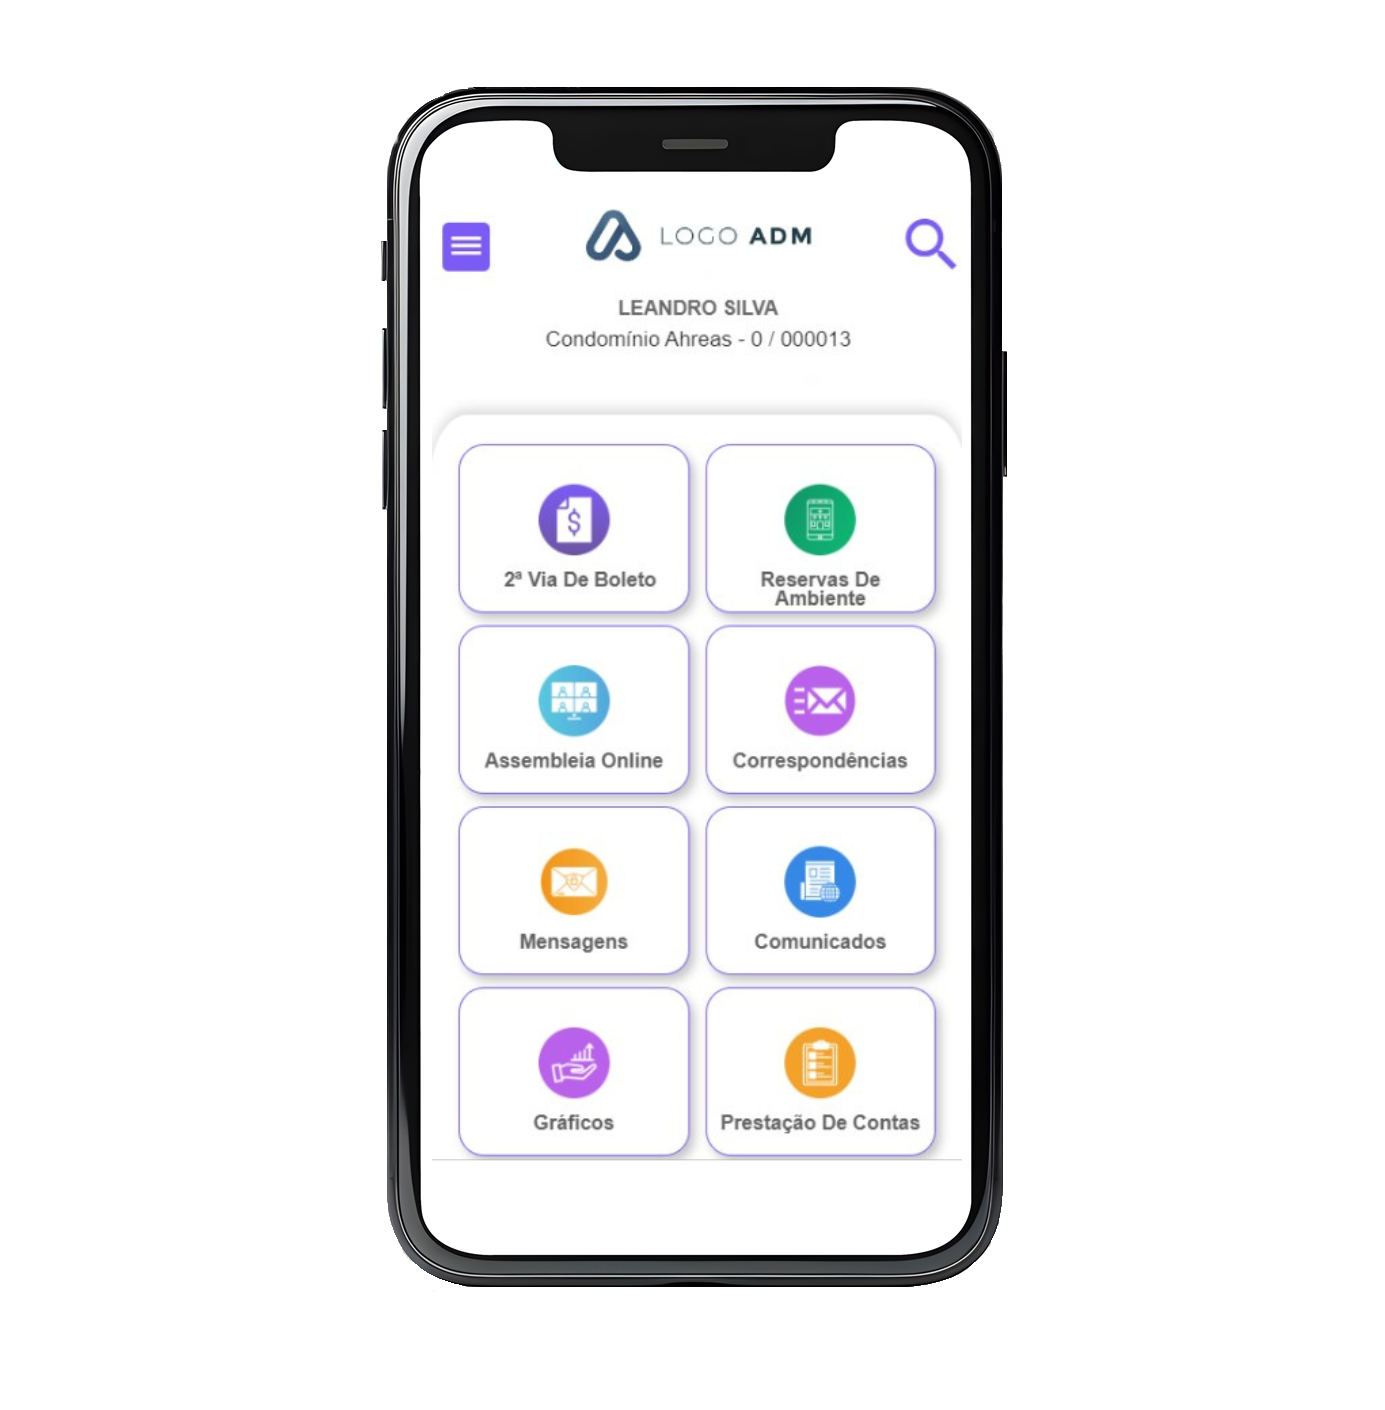 LOGO ADM
LEANDRO SILVA
Condomínio Ahreas - 0 / 000013
2ª Via De Boleto
Reservas De
Ambiente
Assembleia Online
Correspondências
Mensagens
Comunicados
Gráficos
Prestação De Contas